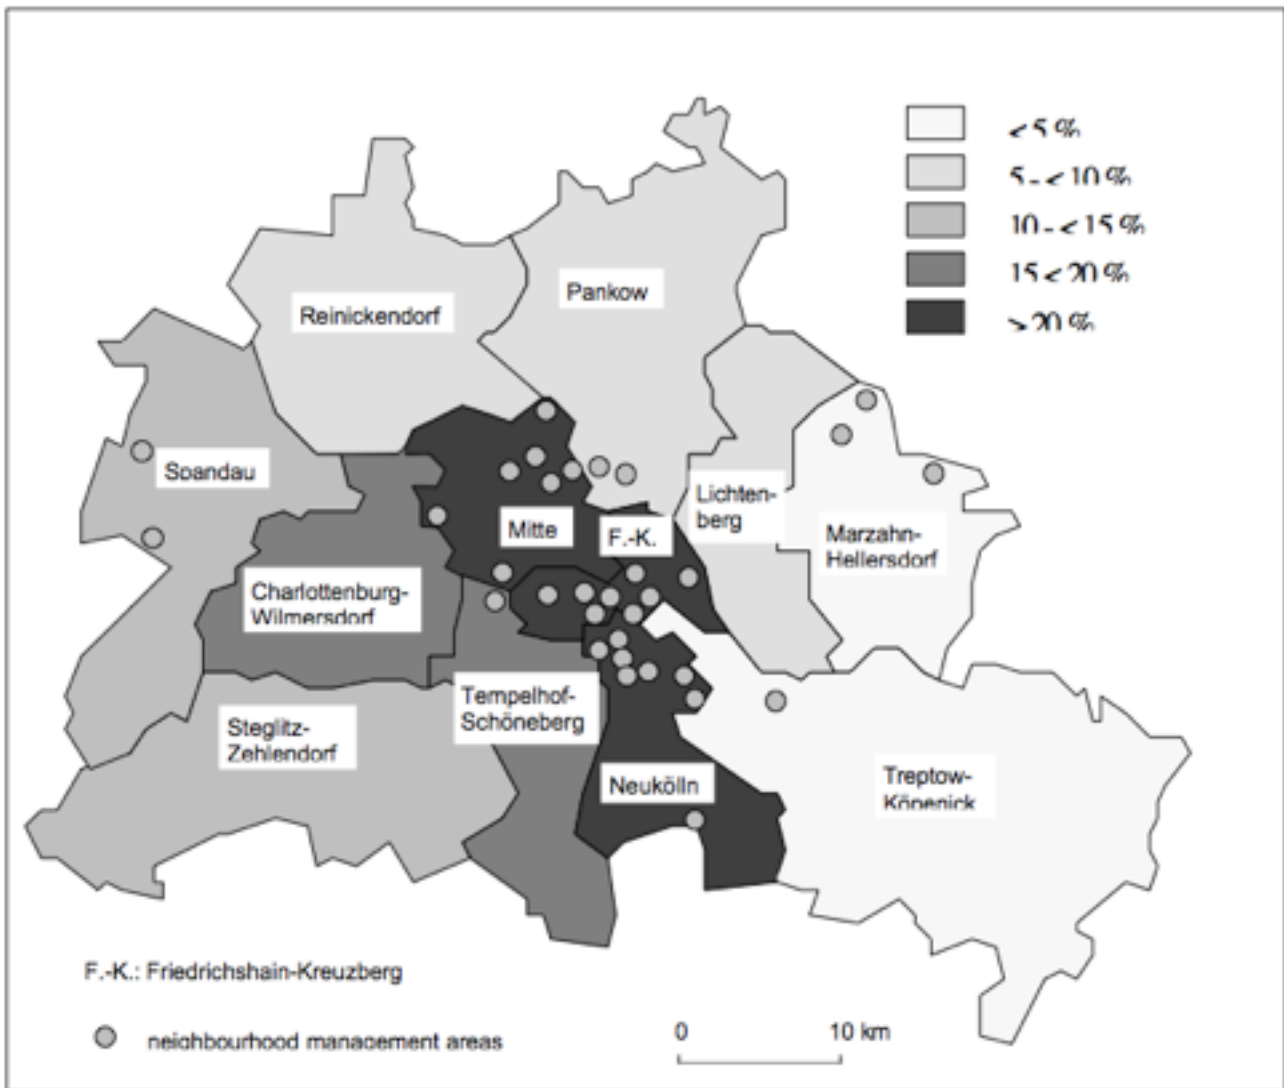 < 5 %
5 - < 10 %
10 - < 15 %
15 < 20 %
> 20 %
Pankow
Reinickendorf
Spandau
Lichten-
berg
Mitte
F.-K.
Marzahn-
Hellersdorf
Charlottenburg-
Wilmersdorf
Tempelhof-
Schöneberg
Steglitz-
Zehlendorf
Neukölln
Treptow-
Köpenick
F.-K.: Friedrichshain-Kreuzberg
neighbourhood management areas
0 10 km